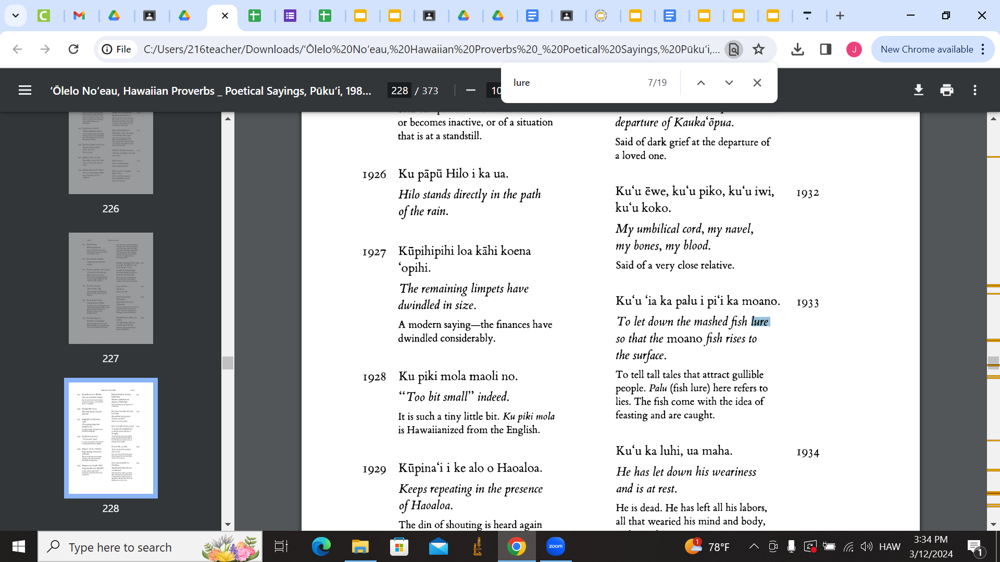 File
C:/Users/216teacher/Downloads/ʻŌlelo%20Noʻeau,%20Hawaiian%20Proverbs%20_%20Poetical%20Sayings,%20Pūkuʻi,...
J
New Chrome available
lure
7/19
ʻŌlelo Noʻeau, Hawaiian Proverbs _ Poetical Sayings, Pūkuʻi, 198...
228 / 373
10
226
227
228
or becomes inactive, or of a situation
that is at a standstill.
1926 Ku pāpū Hilo i ka ua.
Hilo stands directly in the path
of the rain.
1927 Kūpihipihi loa kāhi koena
ʻopihi.
The remaining limpets have
dwindled in size.
A modern saying—the finances have
dwindled considerably.
1928 Ku piki mola maoli no.
“Too bit small” indeed.
It is such a tiny little bit. Ku piki mola
is Hawaiianized from the English.
1929 Kūpinaʻi i ke alo o Haoaloa.
Keeps repeating in the presence
of Haoaloa.
The din of shouting is heard again
departure of Kaukaʻōpua.
Said of dark grief at the departure of
a loved one.
Kuʻu ēwe, kuʻu piko, kuʻu iwi, 1932
kuʻu koko.
My umbilical cord, my navel,
my bones, my blood.
Said of a very close relative.
Kuʻu ʻia ka palu i piʻi ka moano. 1933
To let down the mashed fish lure
so that the moano fish rises to
the surface.
To tell tall tales that attract gullible
people. Palu (fish lure) here refers to
lies. The fish come with the idea of
feasting and are caught.
Kuʻu ka luhi, ua maha. 1934
He has let down his weariness
and is at rest.
He is dead. He has left all his labors,
all that wearied his mind and body,
Type here to search
zoom
1
78°F
HAW
3:34 PM
3/12/2024
1